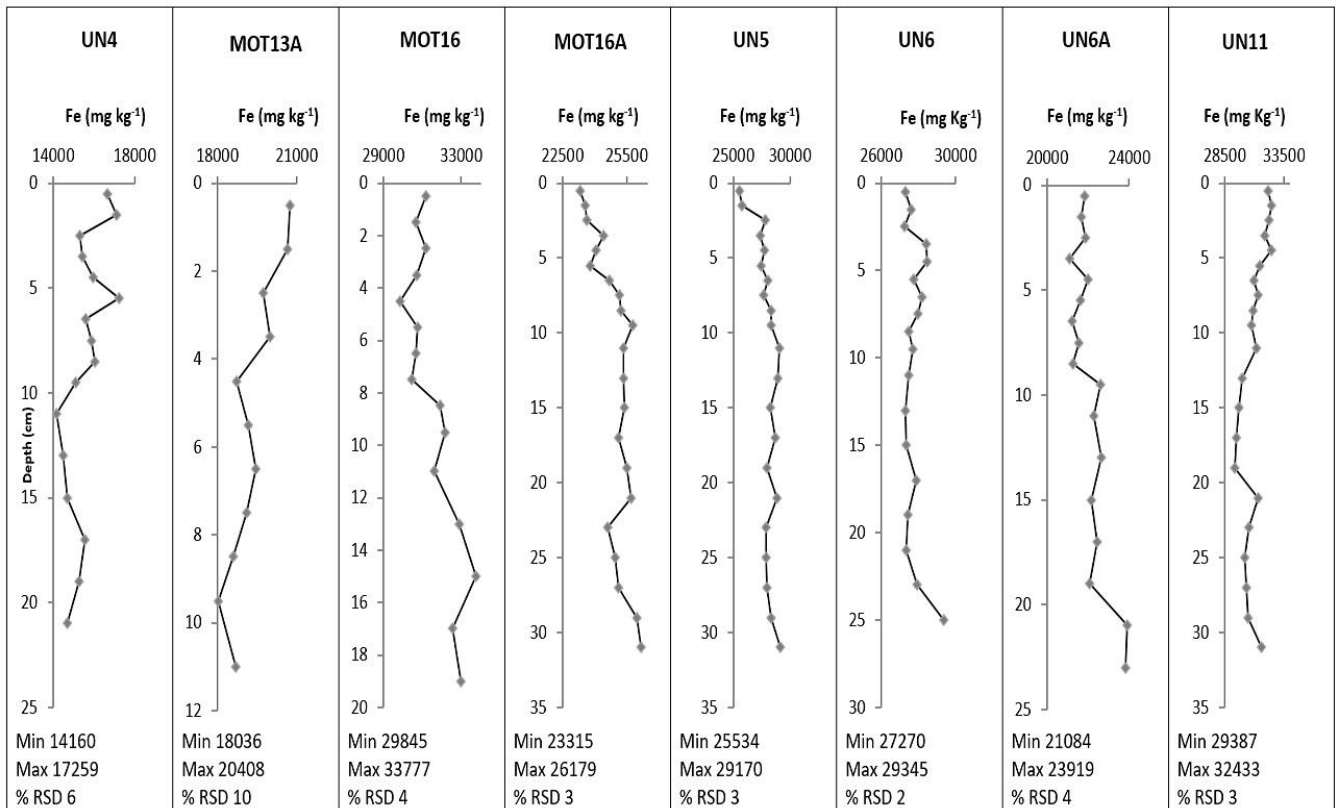 UN4
Fe (mg kg-1)
14000 18000
0
5
10
15
20
25
Depth (cm)
Min 14160
Max 17259
% RSD 6
MOT13A
Fe (mg kg-1)
18000 21000
0
2
4
6
8
10
12
Min 18036
Max 20408
% RSD 10
MOT16
Fe (mg kg-1)
29000 33000
0
2
4
6
8
10
12
14
16
18
20
Min 29845
Max 33777
% RSD 4
MOT16A
Fe (mg kg-1)
22500 25500
0
5
10
15
20
25
30
35
Min 23315
Max 26179
% RSD 3
UN5
Fe (mg kg-1)
25000 30000
0
5
10
15
20
25
30
35
Min 25534
Max 29170
% RSD 3
UN6
Fe (mg Kg-1)
26000 30000
0
5
10
15
20
25
30
Min 27270
Max 29345
% RSD 2
UN6A
Fe (mg kg-1)
20000 24000
0
5
10
15
20
25
Min 21084
Max 23919
% RSD 4
UN11
Fe (mg Kg-1)
28500 33500
0
5
10
15
20
25
30
35
Min 29387
Max 32433
% RSD 3